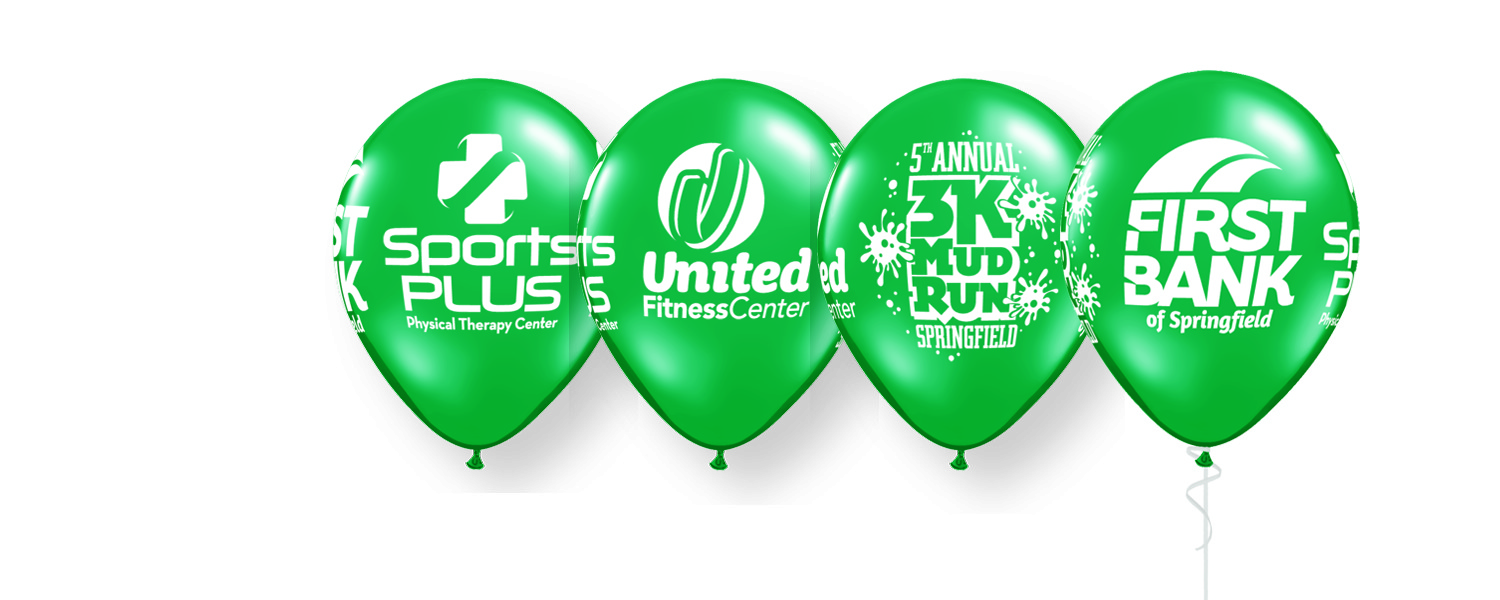 Sports
PLUS
Physical Therapy Center
United
FitnessCenter
5TH ANNUAL
3K
MUD
RUN
SPRINGFIELD
FIRST
BANK
of Springfield